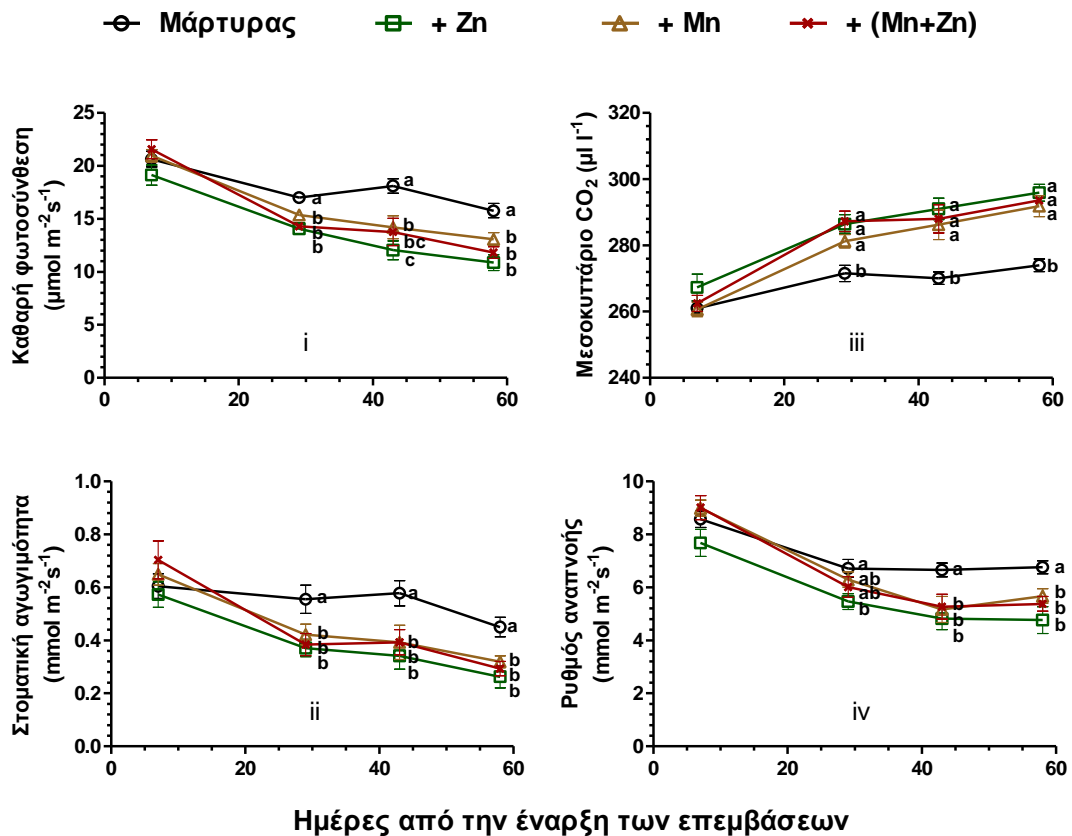 Μάρτυρας + Zn + Mn + (Mn+Zn)
Καθαρή φωτοσύνθεση
(μmol m⁻²s⁻¹)
25
20
15
10
5
0
a
b
b
b
a
b
bc
c
a
b
b
b
i
0 20 40 60
Μεσοκυττάριο CO₂ (μl l⁻¹)
320
300
280
260
240
a
a
a
b
a
a
a
b
a
a
a
b
iii
0 20 40 60
Στοματική αγωγιμότητα
(mmol m⁻²s⁻¹)
1.0
0.8
0.6
0.4
0.2
0.0
a
b
b
b
a
b
b
b
a
b
b
b
ii
0 20 40 60
Ρυθμός αναπνοής
(mmol m⁻²s⁻¹)
10
8
6
4
2
0
a
ab
ab
b
a
b
b
b
a
b
b
b
iv
0 20 40 60
Ημέρες από την έναρξη των επεμβάσεων